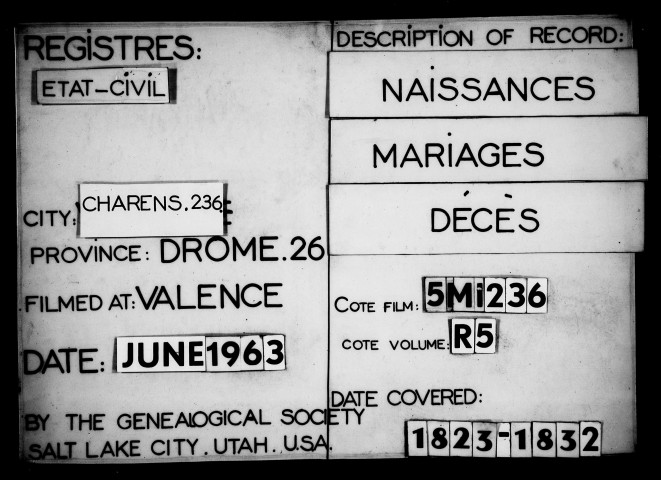 REGISTRES:
ETAT-CIVIL
CITY: CHARENS.236
PROVINCE: DROME.26
FILMED AT: VALENCE
DATE: JUNE 1963
BY THE GENEALOGICAL SOCIETY
SALT LAKE CITY. UTAH. U.S.A.
DESCRIPTION OF RECORD:
NAISSANCES
MARIAGES
DÉCÈS
COTE FILM: 5Mi236
COTE VOLUME: R5
DATE COVERED:
1823-1832